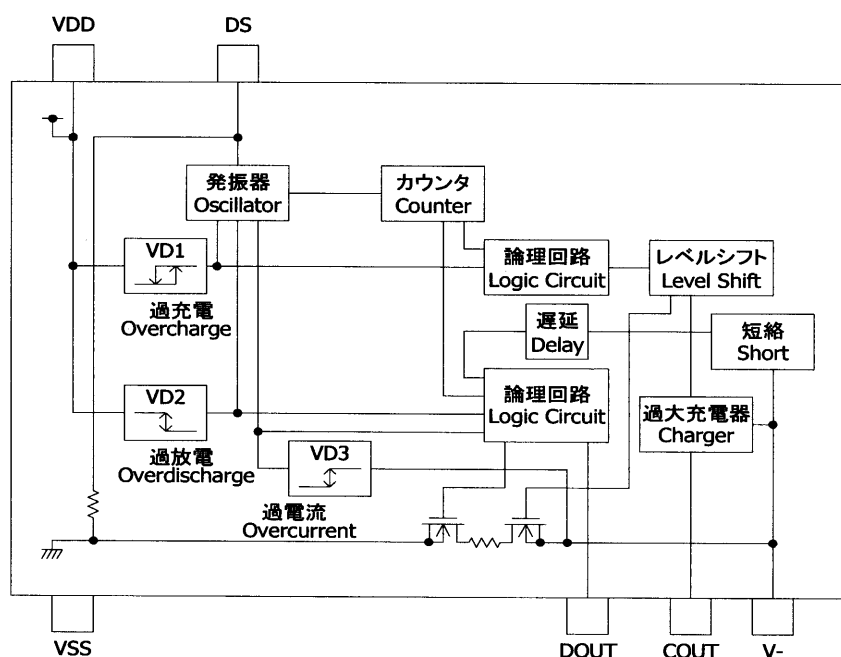 VDD
DS
発振器
Oscillator
カウンタ
Counter
VD1
過充電
Overcharge
論理回路
Logic Circuit
レベルシフト
Level Shift
遅延
Delay
短絡
Short
VD2
過放電
Overdischarge
論理回路
Logic Circuit
過大充電器
Charger
VD3
過電流
Overcurrent
VSS
DOUT
COUT
V-